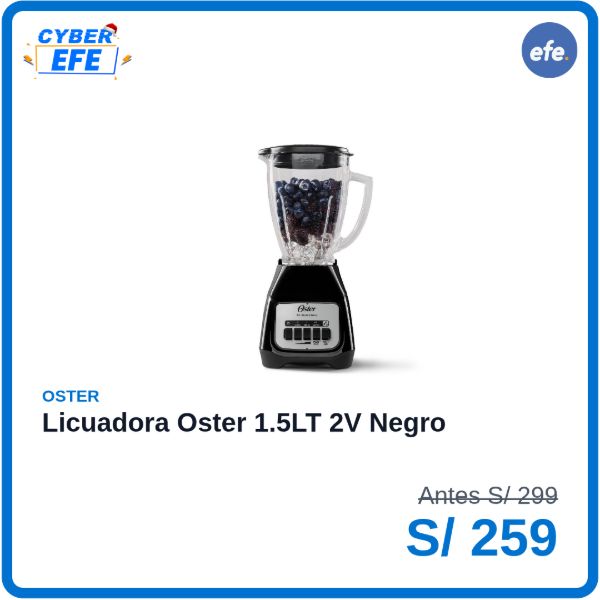 CYBER
EFE
efe.
Oster
OSTER
Licuadora Oster 1.5LT 2V Negro
Antes S/ 299
S/ 259